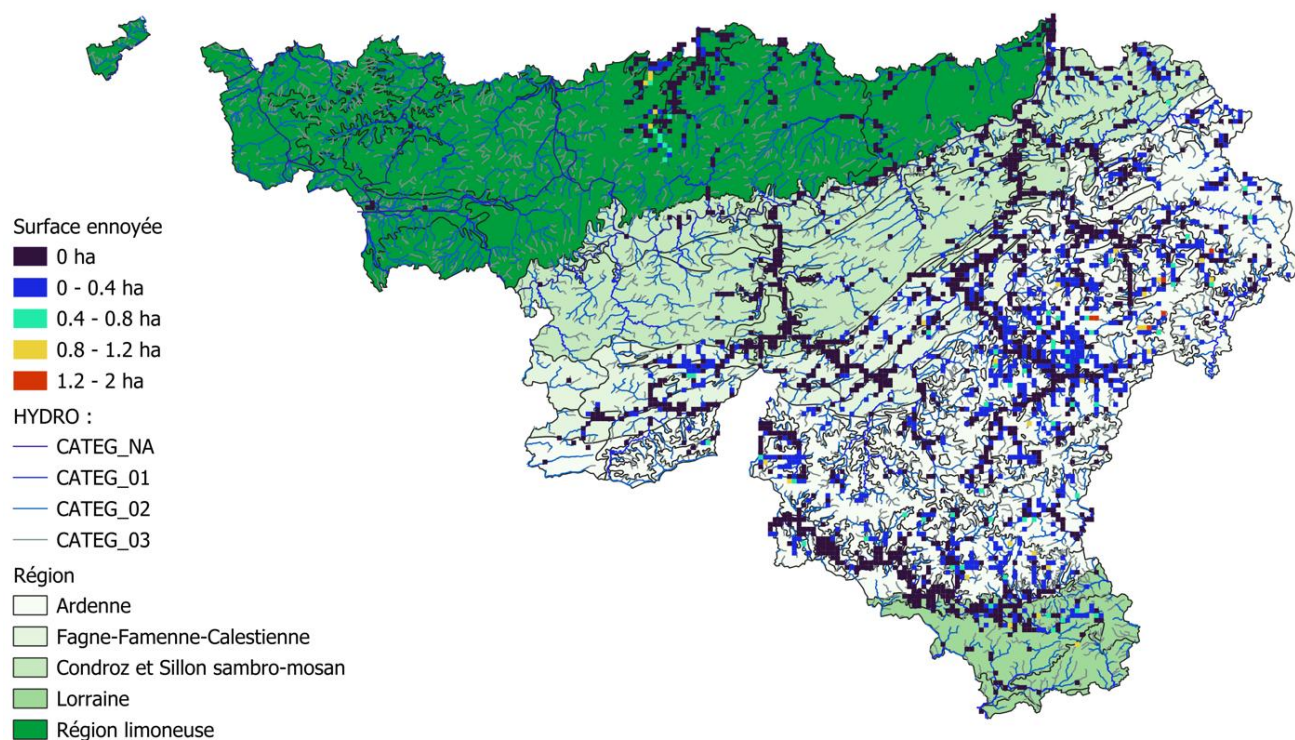 Surface ennoyée
0 ha
0 - 0.4 ha
0.4 - 0.8 ha
0.8 - 1.2 ha
1.2 - 2 ha
HYDRO :
CATEG_NA
CATEG_01
CATEG_02
CATEG_03
Région
Ardenne
Fagne-Famenne-Calestienne
Condroz et Sillon sambro-mosan
Lorraine
Région limoneuse